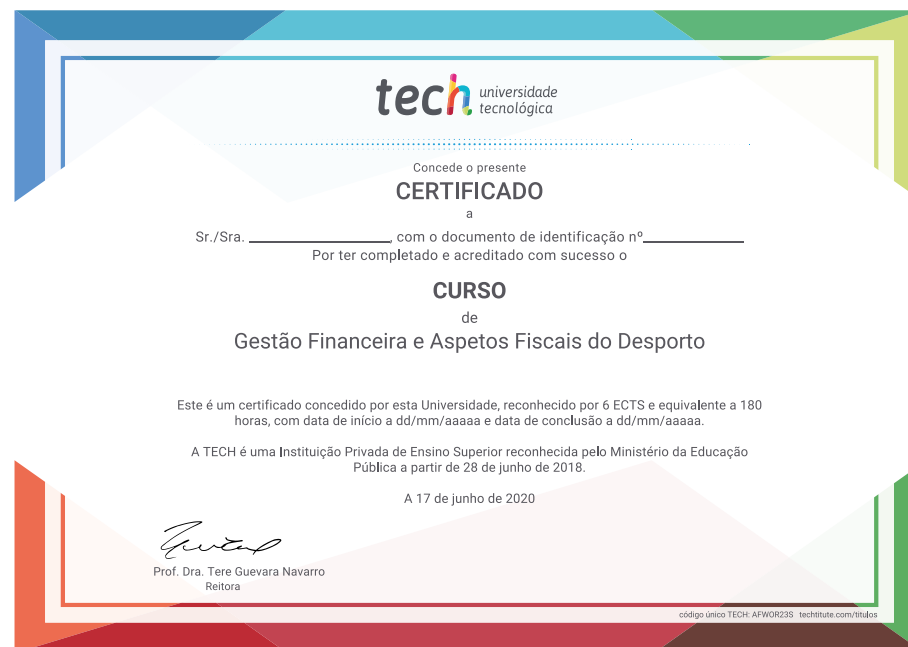 tech universidade
tecnológica
Concede o presente
CERTIFICADO
a
Sr./Sra. ________________, com o documento de identificação nº____________
Por ter completado e acreditado com sucesso o
CURSO
de
Gestão Financeira e Aspetos Fiscais do Desporto
Este é um certificado concedido por esta Universidade, reconhecido por 6 ECTS e equivalente a 180
horas, com data de início a dd/mm/aaaaa e data de conclusão a dd/mm/aaaaa.
A TECH é uma Instituição Privada de Ensino Superior reconhecida pelo Ministério da Educação
Pública a partir de 28 de junho de 2018.
A 17 de junho de 2020
Prof. Dra. Tere Guevara Navarro
Reitora
código único TECH: AFWOR23S techtitute.com/titulos